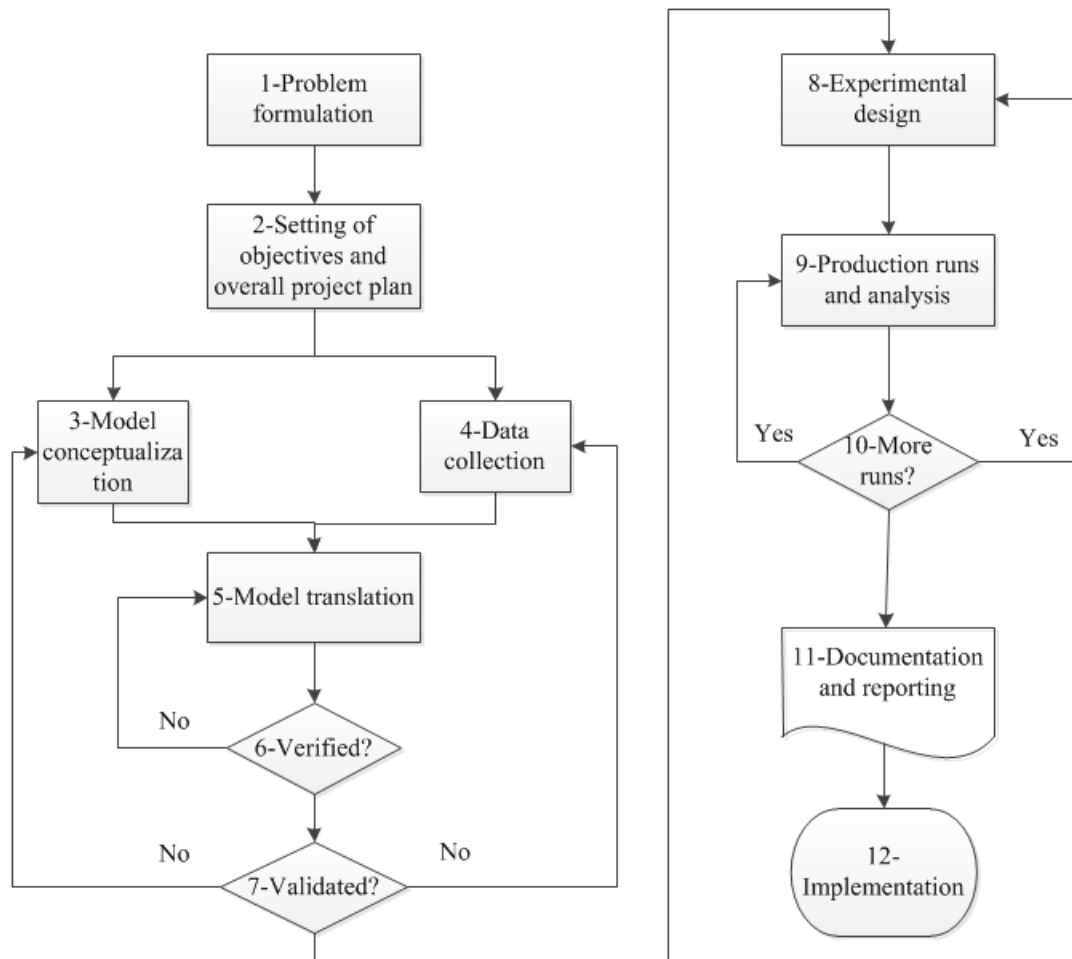 1-Problem
formulation
2-Setting of
objectives and
overall project plan
3-Model
conceptualiza
tion
4-Data
collection
5-Model translation
No
6-Verified?
No
No
7-Validated?
8-Experimental
design
9-Production runs
and analysis
Yes
Yes
10-More
runs?
11-Documentation
and reporting
12-
Implementation